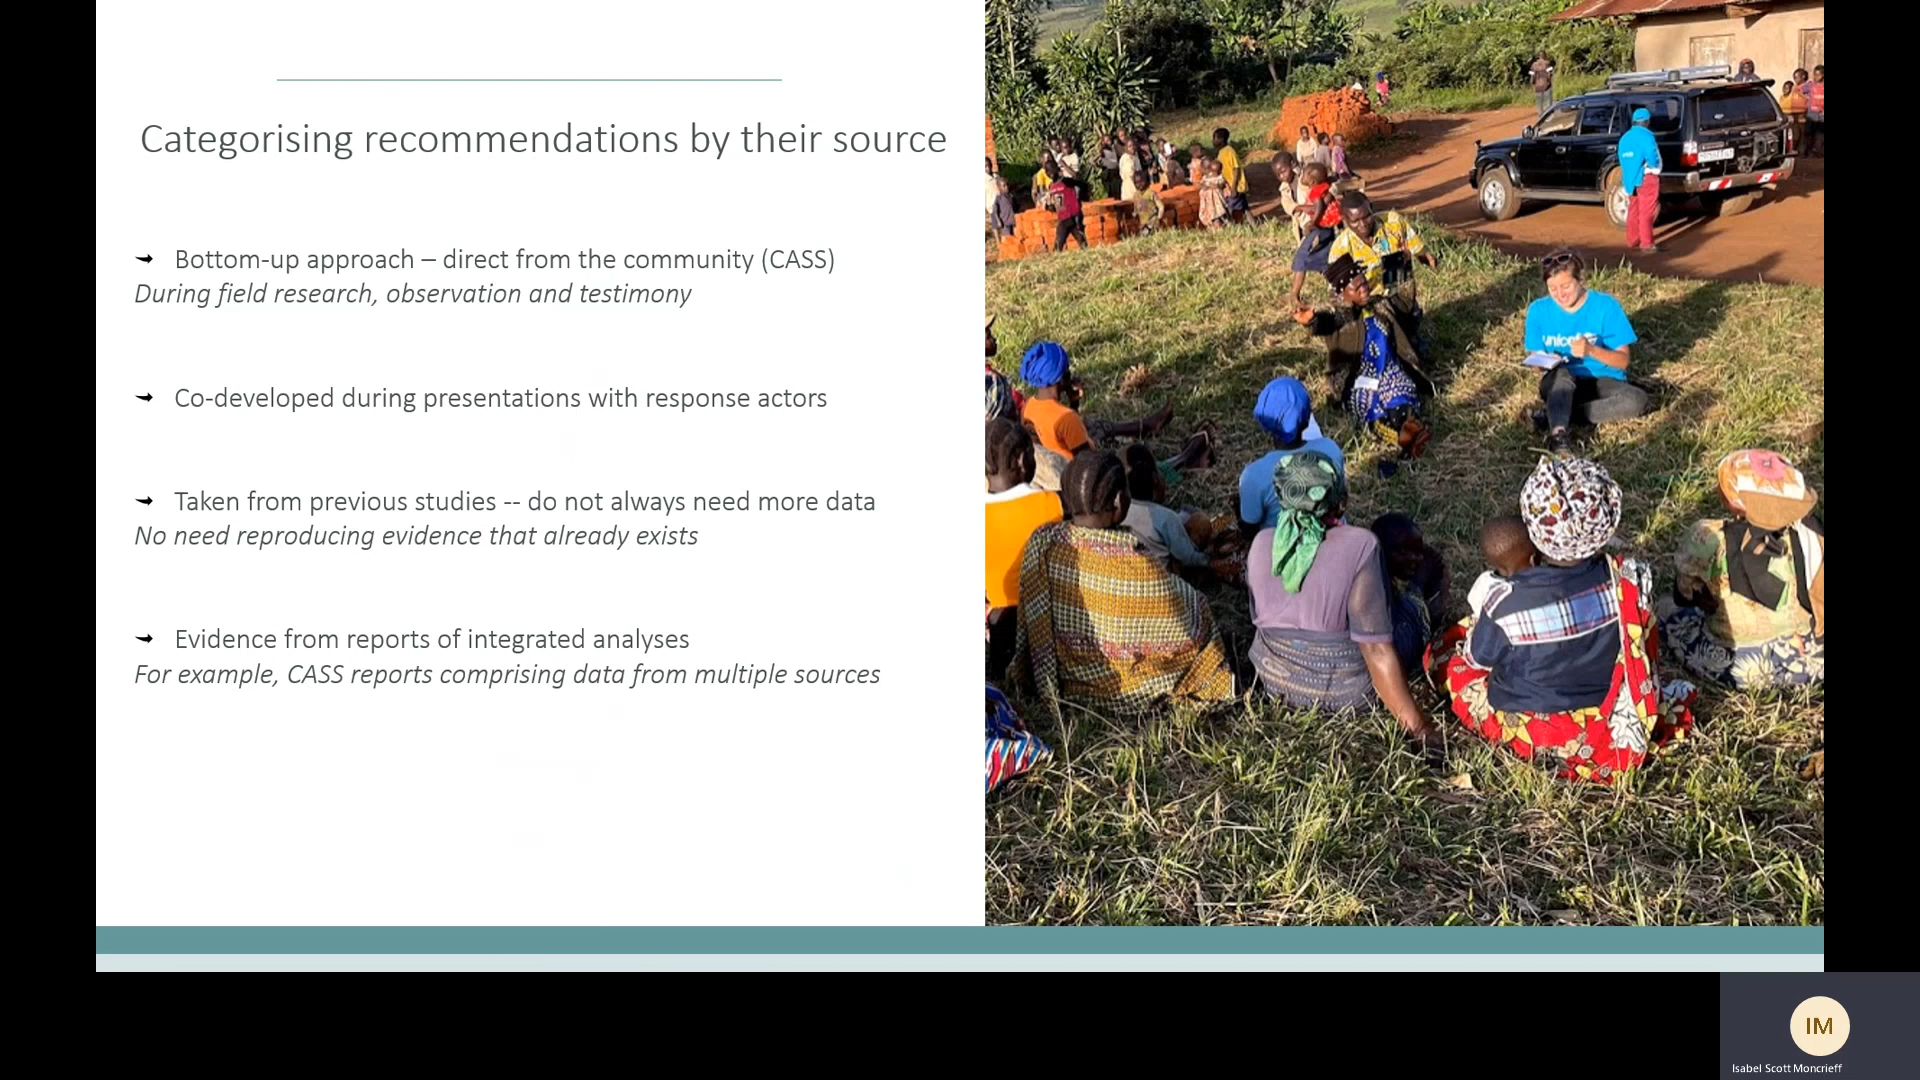 Categorising recommendations by their source
➞ Bottom-up approach – direct from the community (CASS)
During field research, observation and testimony
➞ Co-developed during presentations with response actors
➞ Taken from previous studies -- do not always need more data
No need reproducing evidence that already exists
➞ Evidence from reports of integrated analyses
For example, CASS reports comprising data from multiple sources
unicef
IM
Isabel Scott Moncrieff